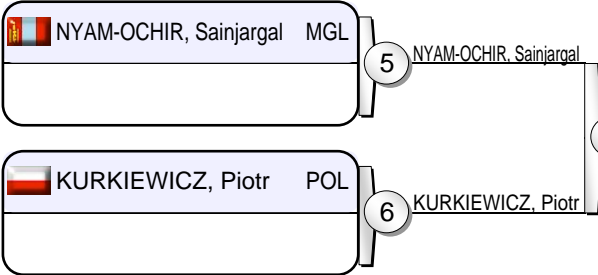 NYAM-OCHIR, Sainjargal MGL
5 NYAM-OCHIR, Sainjargal
KURKIEWICZ, Piotr POL
6 KURKIEWICZ, Piotr